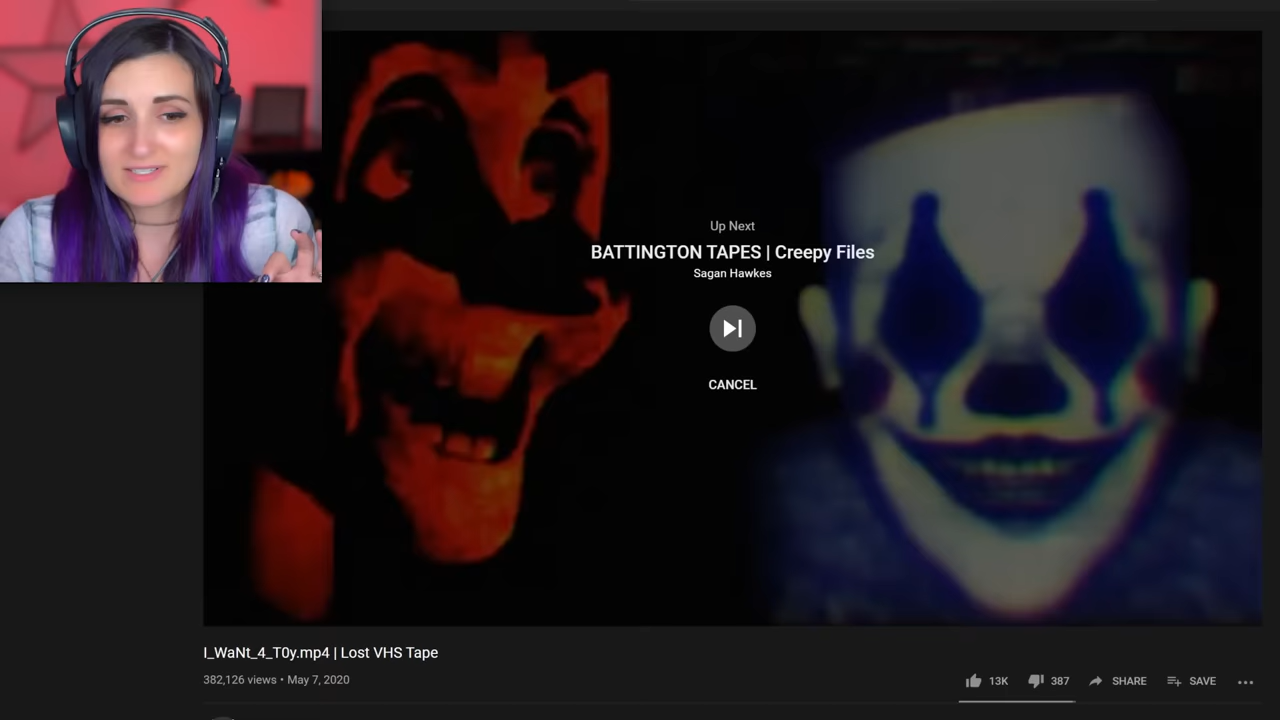 Up Next
BATTINGTON TAPES | Creepy Files
Sagan Hawkes
CANCEL
I_WaNt_4_T0y.mp4 | Lost VHS Tape
382,126 views • May 7, 2020
13K 387 SHARE SAVE